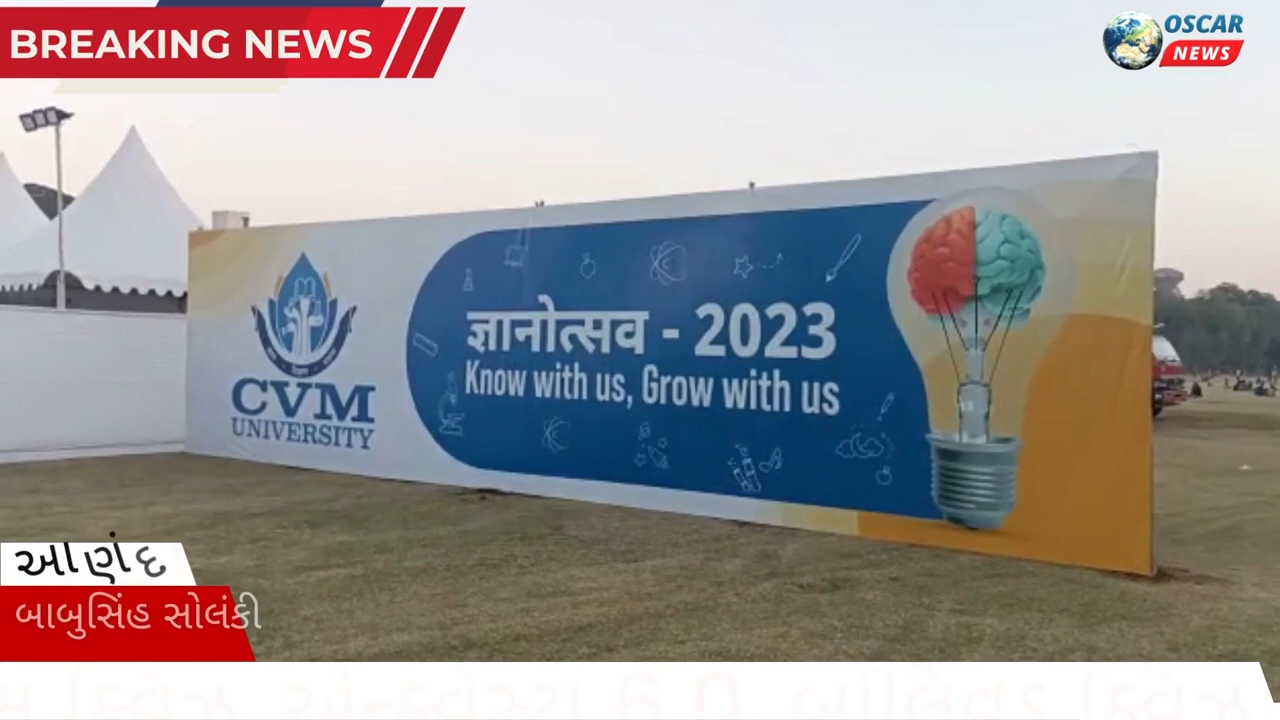 BREAKING NEWS
OSCAR
NEWS
ज्ञानोत्सव - 2023
Know with us, Grow with us
CVM
UNIVERSITY
આણંદ
બાબુસિંહ સોલંકી